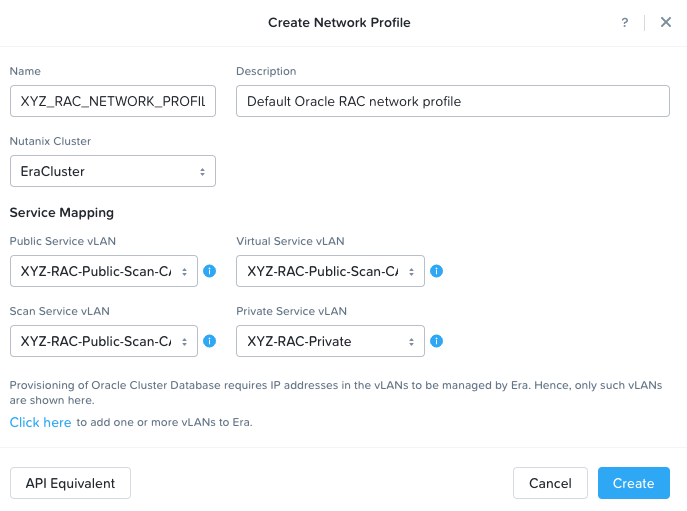 Create Network Profile
?
Name
Description
XYZ_RAC_NETWORK_PROFIL
Default Oracle RAC network profile
Nutanix Cluster
EraCluster
Service Mapping
Public Service vLAN
Virtual Service vLAN
XYZ-RAC-Public-Scan-CA
i
XYZ-RAC-Public-Scan-CA
i
Scan Service vLAN
Private Service vLAN
XYZ-RAC-Public-Scan-CA
i
XYZ-RAC-Private
i
Provisioning of Oracle Cluster Database requires IP addresses in the vLANs to be managed by Era. Hence, only such vLANs
are shown here.
Click here to add one or more vLANs to Era.
API Equivalent
Cancel
Create